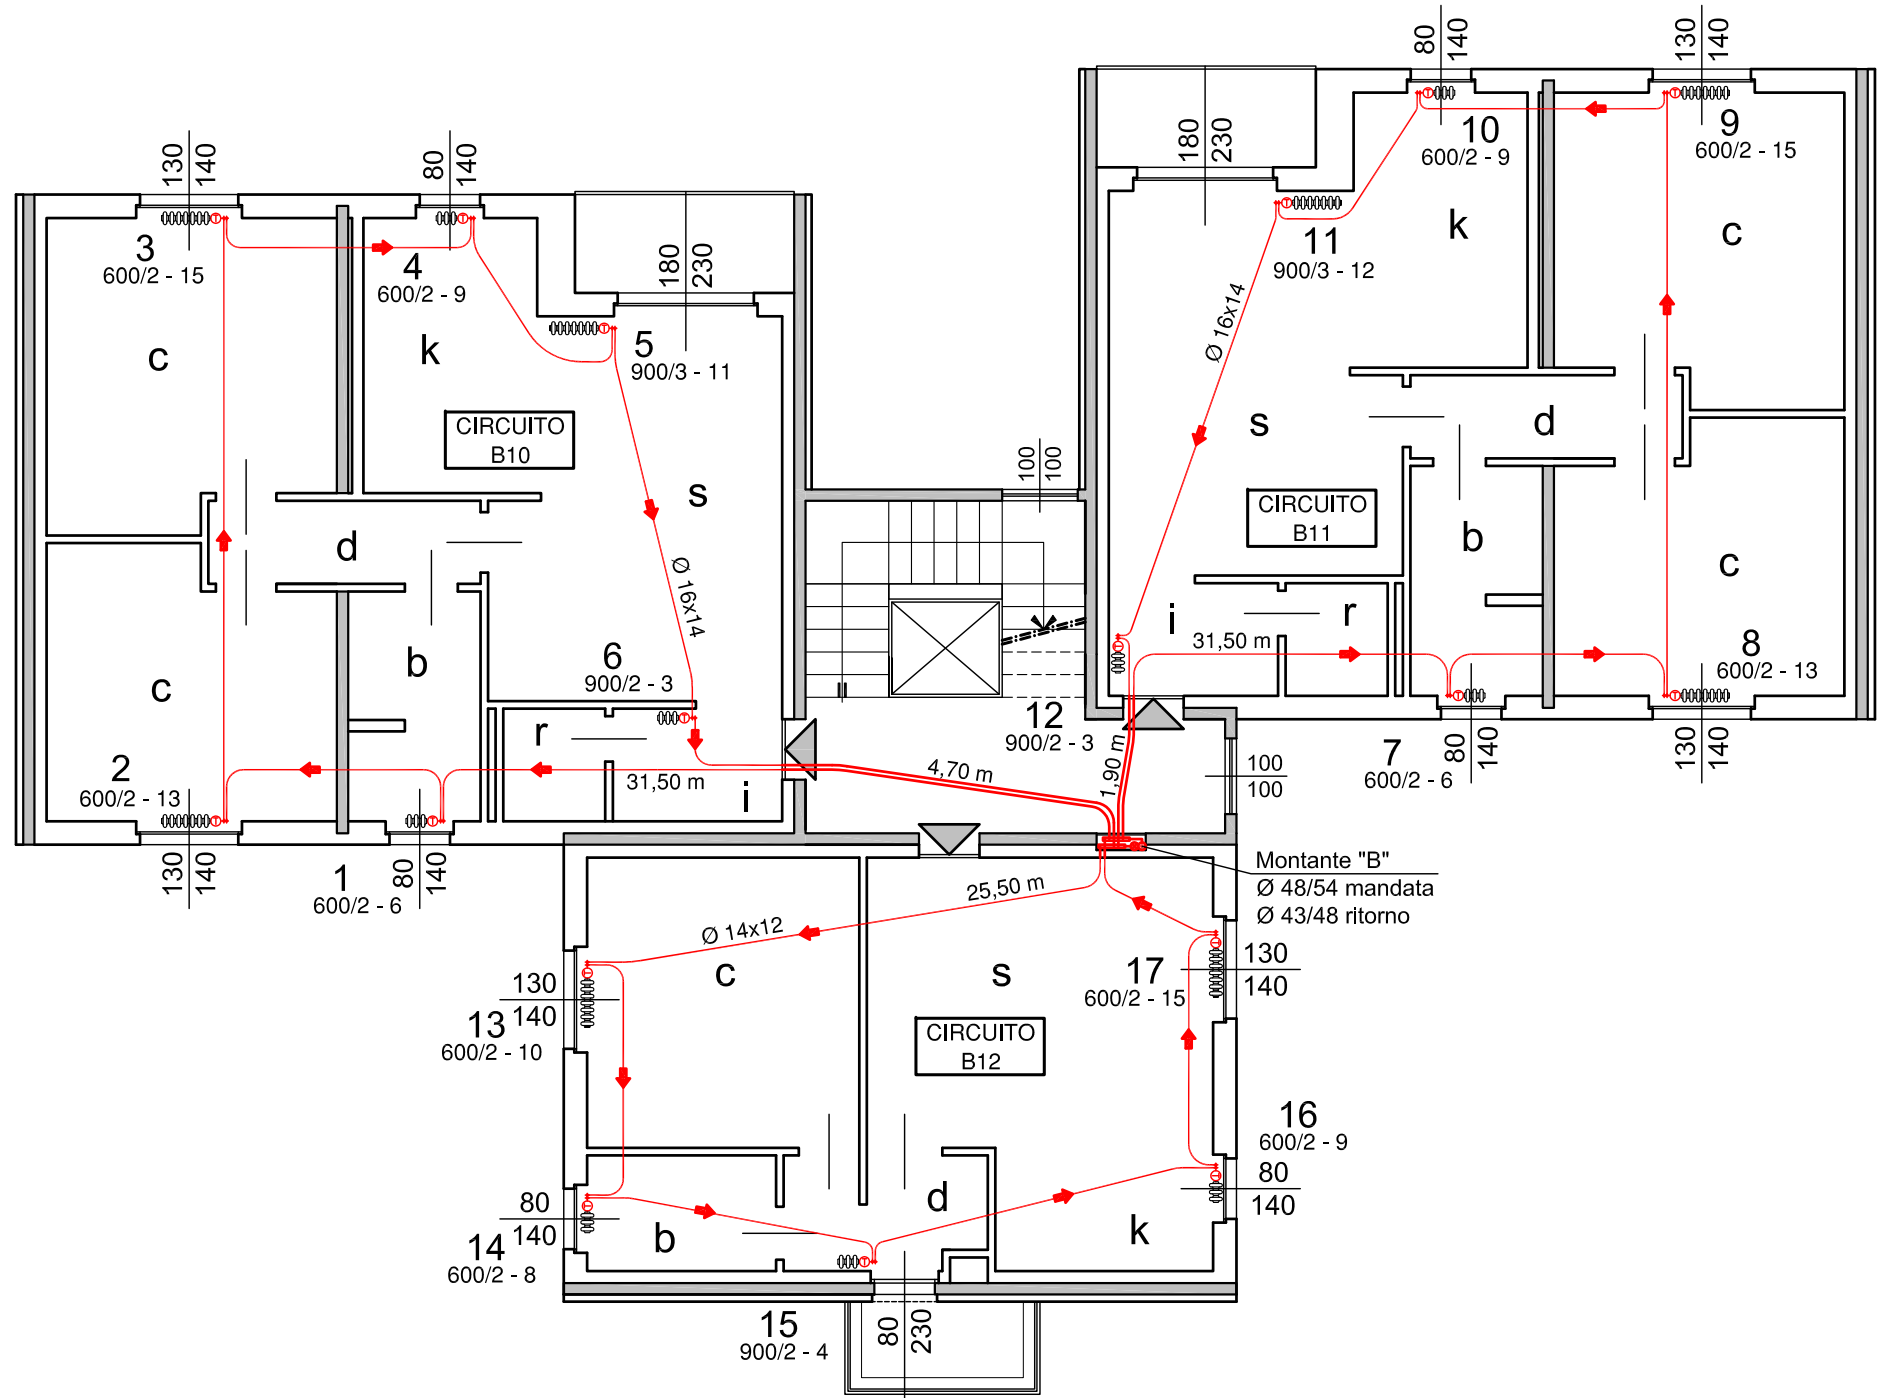 130
140
80
140
3
600/2 - 15
4
600/2 - 9
180
230
5
900/3 - 11
c
k
CIRCUITO
B10
s
d
Ø 16x14
b
c
6
900/2 - 3
r
i
31,50 m
2
600/2 - 13
130
140
1
600/2 - 6
80
140
80
140
130
140
180
230
10
600/2 - 9
9
600/2 - 15
11
900/3 - 12
k
c
Ø 16x14
s
d
CIRCUITO
B11
b
c
100
100
i
r
31,50 m
8
600/2 - 13
12
900/2 - 3
7
600/2 - 6
80
140
130
140
4,70 m
1,90 m
100
100
Montante "B"
Ø 48/54 mandata
Ø 43/48 ritorno
25,50 m
Ø 14x12
c
s
17
600/2 - 15
130
140
130
140
13
600/2 - 10
CIRCUITO
B12
16
600/2 - 9
80
140
80
140
14
600/2 - 8
b
d
k
15
900/2 - 4
80
230